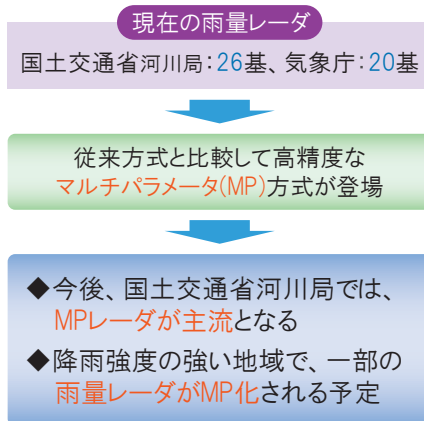 現在の雨量レーダ
国土交通省河川局：26基、気象庁：20基
従来方式と比較して高精度な
マルチパラメータ(MP)方式が登場
◆今後、国土交通省河川局では、
MPレーダが主流となる
◆降雨強度の強い地域で、一部の
雨量レーダがMP化される予定